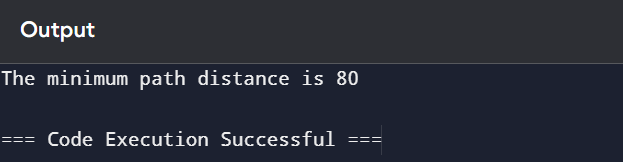 Output
The minimum path distance is 80
=== Code Execution Successful ===